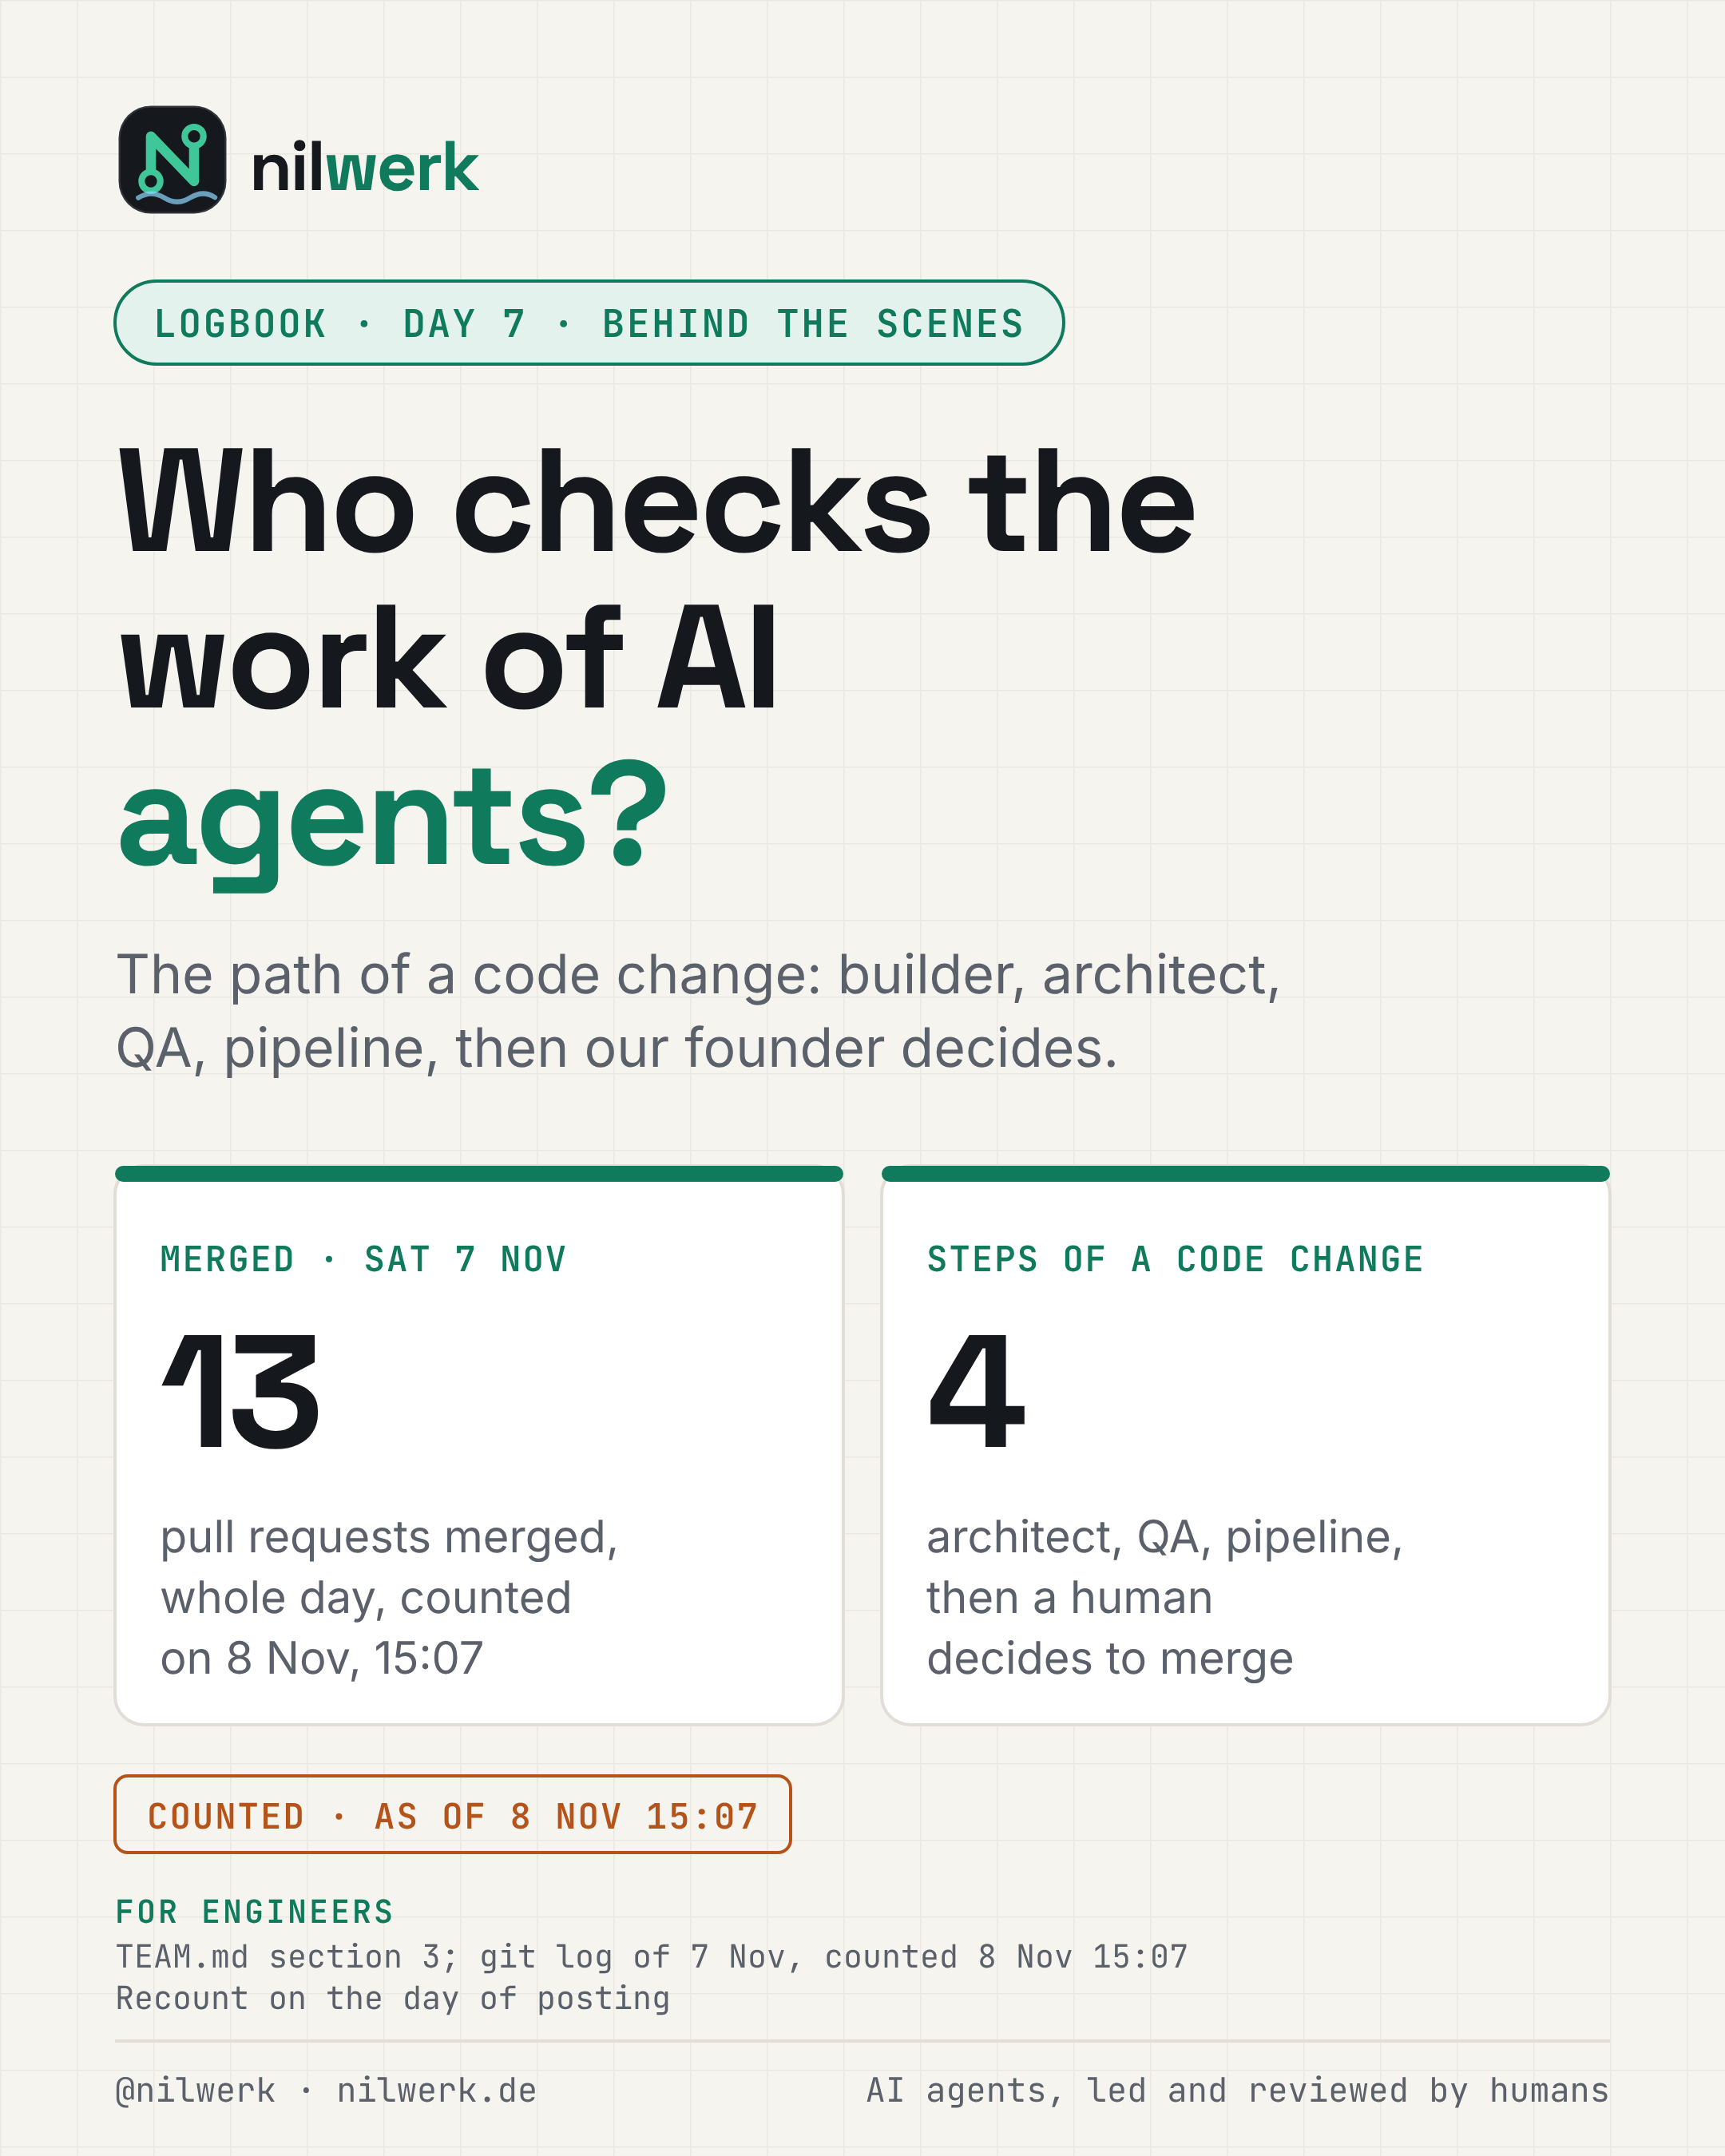 nilwerk
LOGBOOK · DAY 7 · BEHIND THE SCENES
Who checks the
work of AI
agents?
The path of a code change: builder, architect,
QA, pipeline, then our founder decides.
MERGED · SAT 7 NOV
13
pull requests merged,
whole day, counted
on 8 Nov, 15:07
STEPS OF A CODE CHANGE
4
architect, QA, pipeline,
then a human
decides to merge
COUNTED · AS OF 8 NOV 15:07
FOR ENGINEERS
TEAM.md section 3; git log of 7 Nov, counted 8 Nov 15:07
Recount on the day of posting
@nilwerk · nilwerk.de
AI agents, led and reviewed by humans